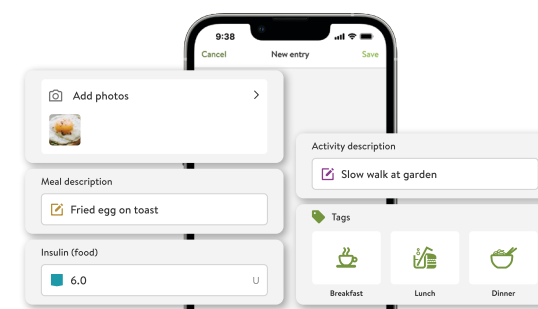 9:38
Cancel New entry Save
Add photos
Meal description
Fried egg on toast
Insulin (food)
6.0 U
Activity description
Slow walk at garden
Tags
Breakfast Lunch Dinner